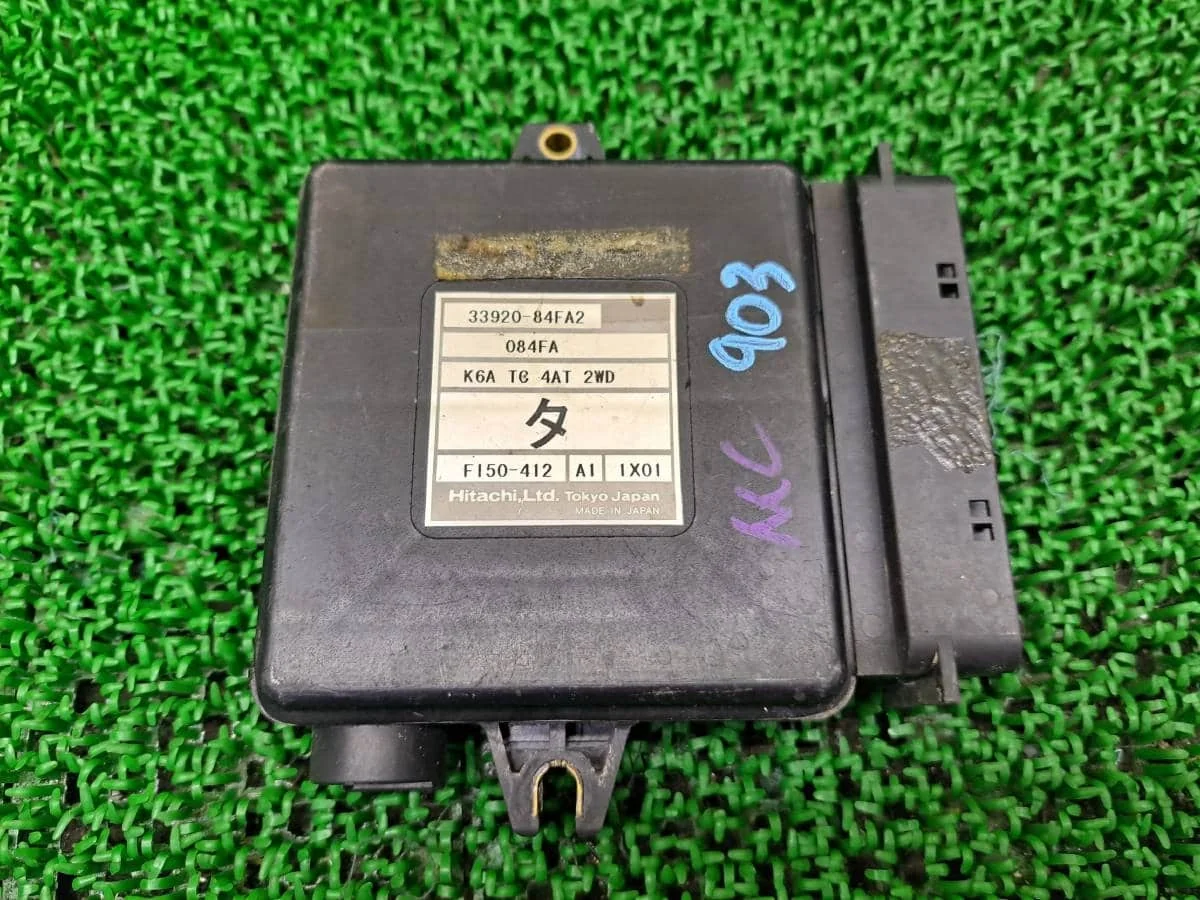 33920-84FA2
084FA
K6A TC 4AT 2WD
タ
FI50-412 A1 1X01
Hitachi,Ltd. Tokyo Japan
MADE IN JAPAN
903